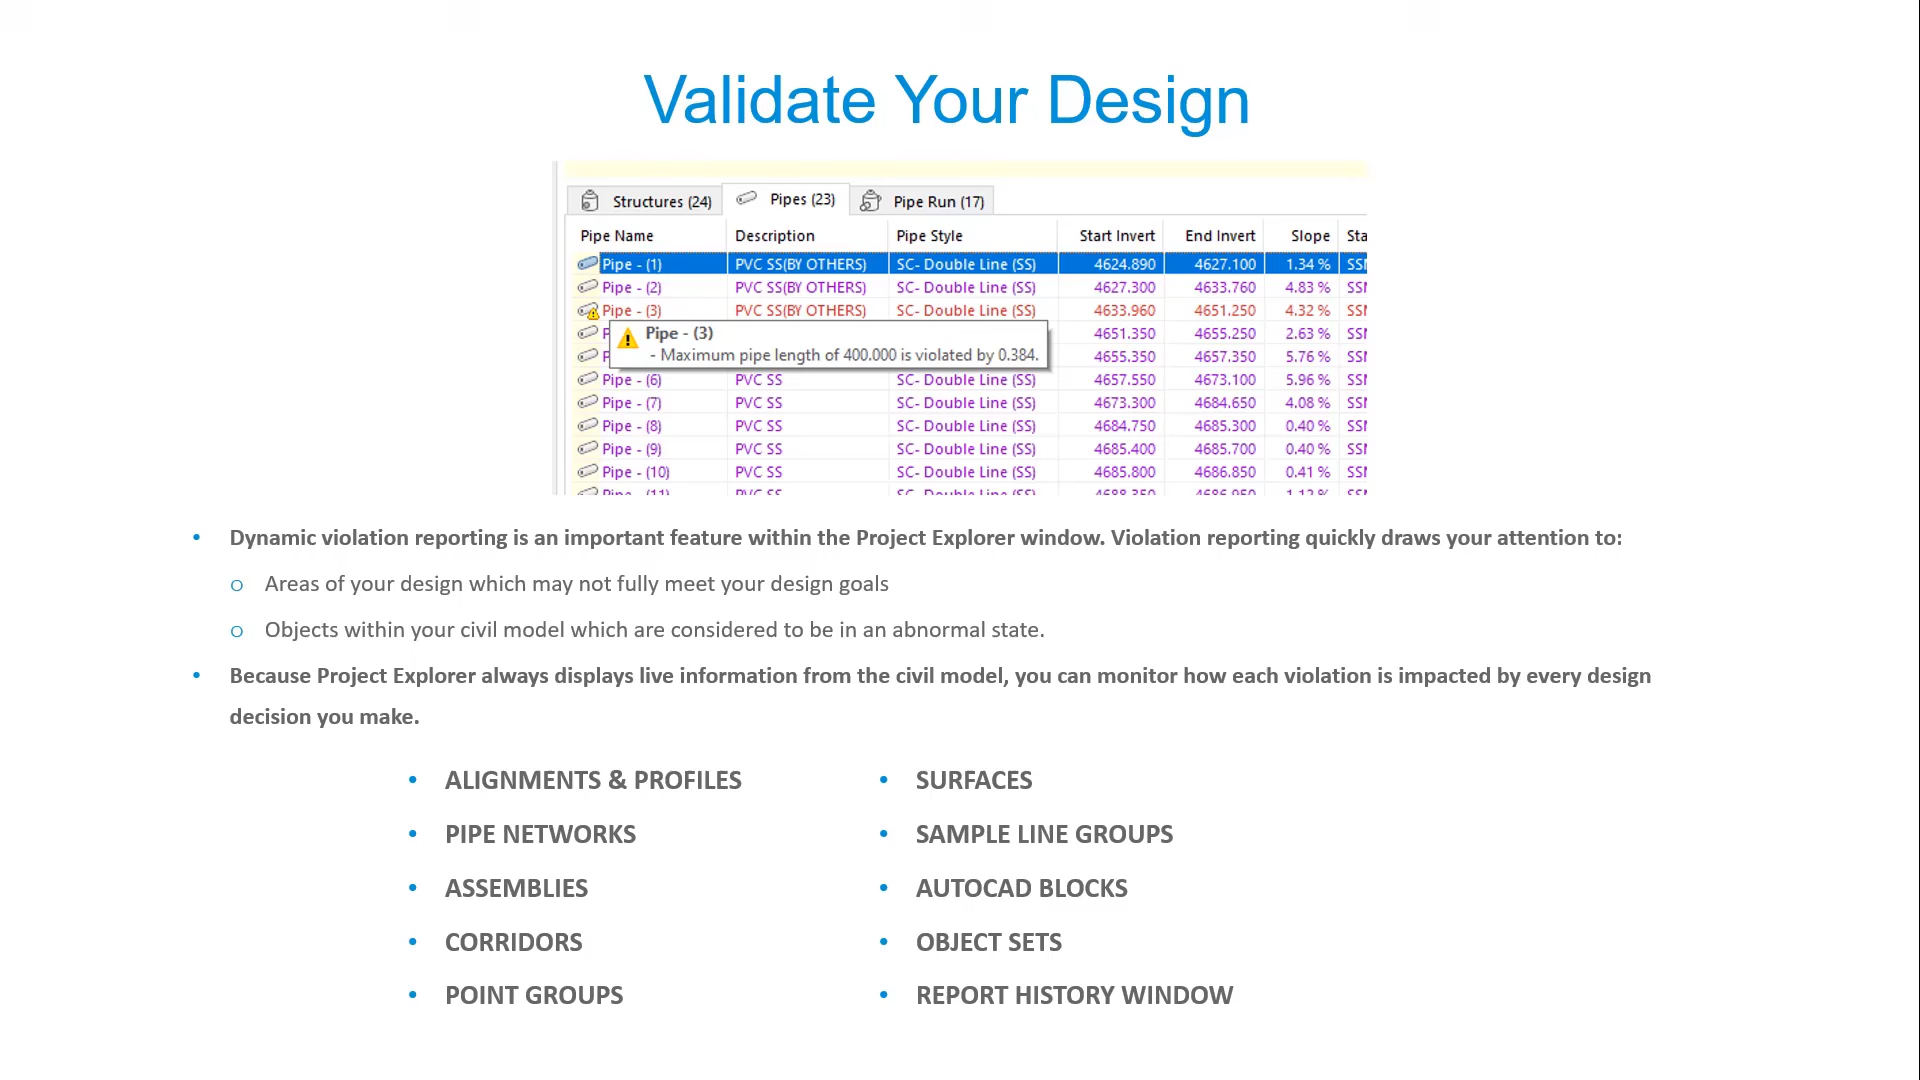 Validate Your Design
Structures (24) Pipes (23) Pipe Run (17)
Pipe Name Description Pipe Style Start Invert End Invert Slope Sta
Pipe - (1) PVC SS(BY OTHERS) SC- Double Line (SS) 4624.890 4627.100 1.34 %
Pipe - (2) PVC SS(BY OTHERS) SC- Double Line (SS) 4627.300 4633.760 4.83 %
Pipe - (3) PVC SS(BY OTHERS) SC- Double Line (SS) 4633.960 4651.250 4.32 %
Pipe - (3)
- Maximum pipe length of 400.000 is violated by 0.384.
4651.350 4655.250 2.63 %
4655.350 4657.350 5.76 %
Pipe - (6) PVC SS SC- Double Line (SS) 4657.550 4673.100 5.96 %
Pipe - (7) PVC SS SC- Double Line (SS) 4673.300 4684.650 4.08 %
Pipe - (8) PVC SS SC- Double Line (SS) 4684.750 4685.300 0.40 %
Pipe - (9) PVC SS SC- Double Line (SS) 4685.400 4685.700 0.40 %
Pipe - (10) PVC SS SC- Double Line (SS) 4685.800 4686.850 0.41 %
• Dynamic violation reporting is an important feature within the Project Explorer window. Violation reporting quickly draws your attention to:
o Areas of your design which may not fully meet your design goals
o Objects within your civil model which are considered to be in an abnormal state.
• Because Project Explorer always displays live information from the civil model, you can monitor how each violation is impacted by every design
decision you make.
• ALIGNMENTS & PROFILES
• PIPE NETWORKS
• ASSEMBLIES
• CORRIDORS
• POINT GROUPS
• SURFACES
• SAMPLE LINE GROUPS
• AUTOCAD BLOCKS
• OBJECT SETS
• REPORT HISTORY WINDOW